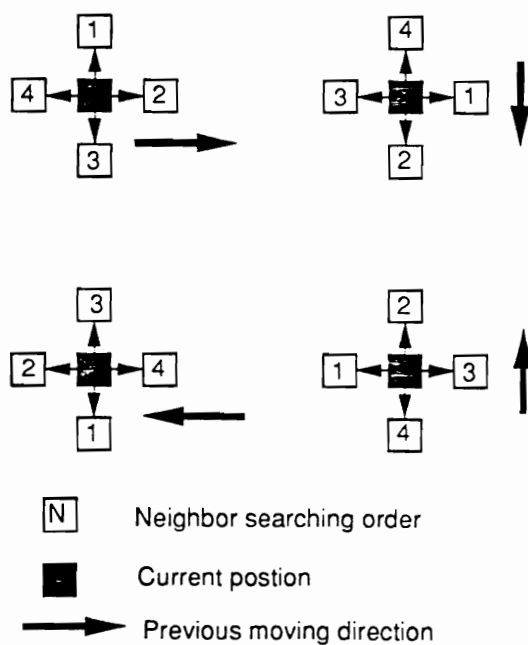 1 4
4 2 3 1
3 2
3 2
2 4 1 3
1 4
N Neighbor searching order
Current postion
Previous moving direction